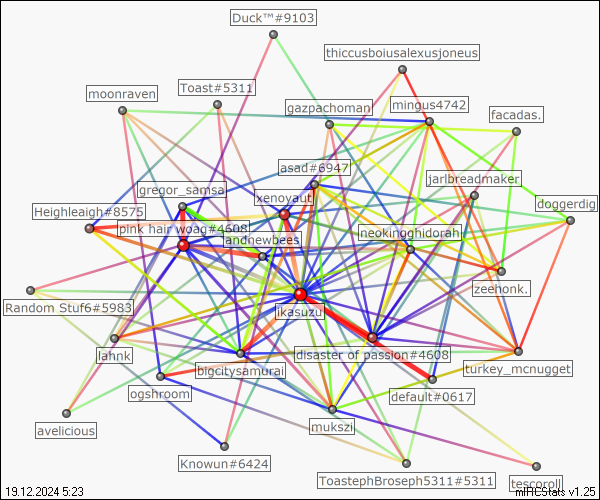 Duck™#9103
thiccusboiusalexusjoneus
moonraven
Toast#5311
gazpachoman
mingus4742
facadas.
asad#6947
jarlbreadmaker
gregor_samsa
xenoyaut
Heighleaigh#8575
doggerdig
pink hair woag#4608
landnewbees
neokingghidorah
zeehonk.
Random Stuf6#5983
ikasuzu
lahnk
disaster of passion#4608
bigcitysamurai
turkey_mcnugget
ogshroom
default#0617
avelicious
mukszi
Knowun#6424
ToastephBroseph5311#5311
tescoroll
19.12.2024 5:23
mIRCStats v1.25